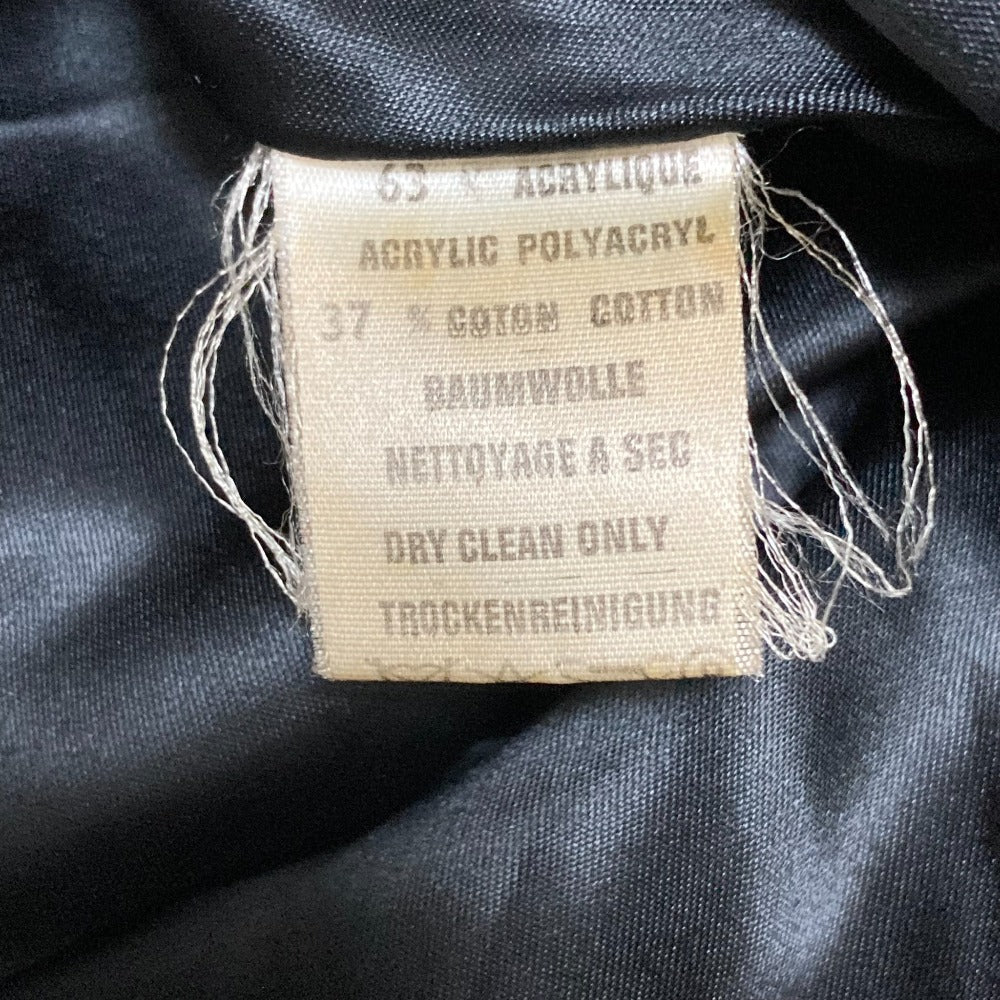 63 % ACRYLIQUE
ACRYLIC POLYACRYL
37 % COTON COTTON
BAUMWOLLE
NETTOYAGE A SEC
DRY CLEAN ONLY
TROCKENREINIGUNG